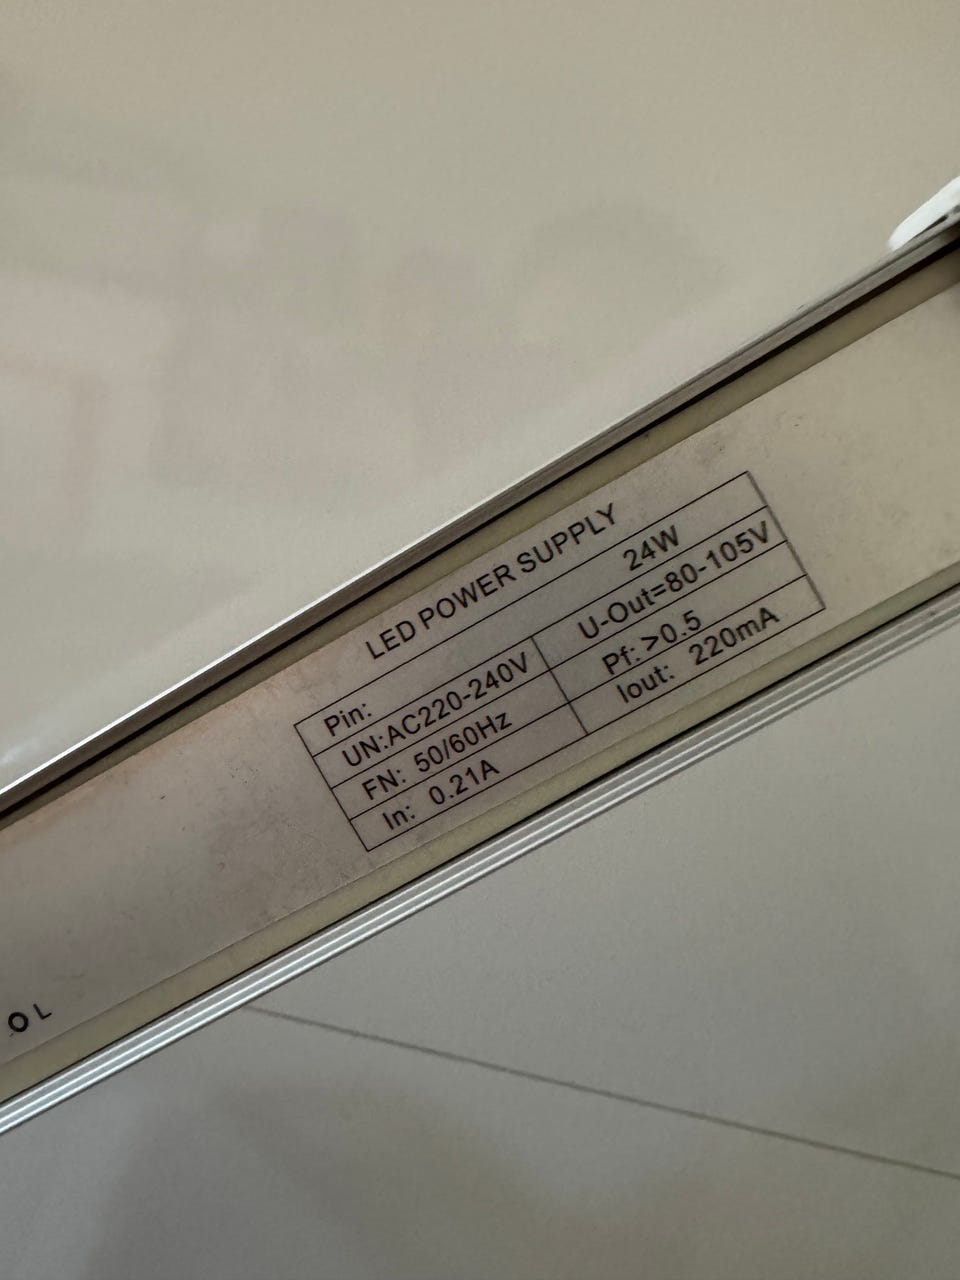 LED POWER SUPPLY
Pin: 24W
UN:AC220-240V U-Out=80-105V
FN: 50/60Hz Pf: >0.5
In: 0.21A Iout: 220mA
O L